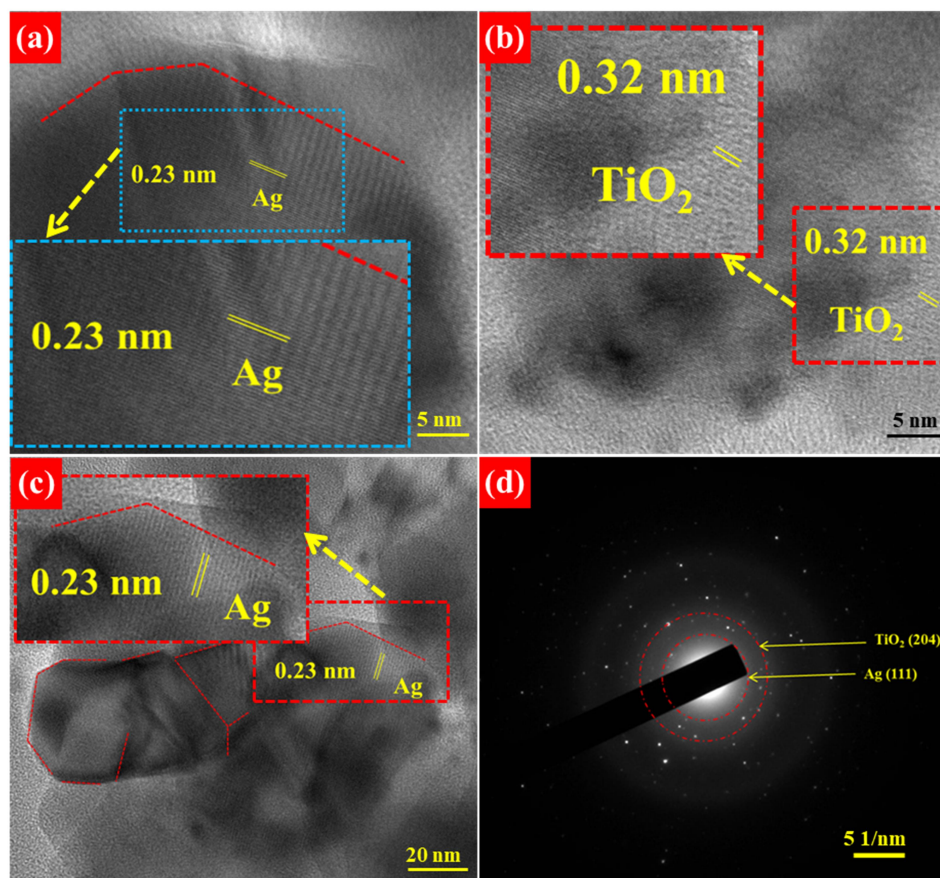 (a)
0.23 nm
Ag
0.23 nm
Ag
5 nm
(b)
0.32 nm
TiO₂
0.32 nm
TiO₂
5 nm
(c)
0.23 nm
Ag
0.23 nm
Ag
20 nm
(d)
TiO₂ (204)
Ag (111)
5 1/nm